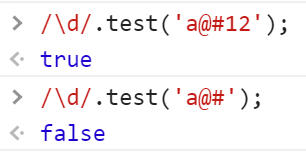 > /\d/.test('a@#12');
<· true
> /\d/.test('a@#');
<· false